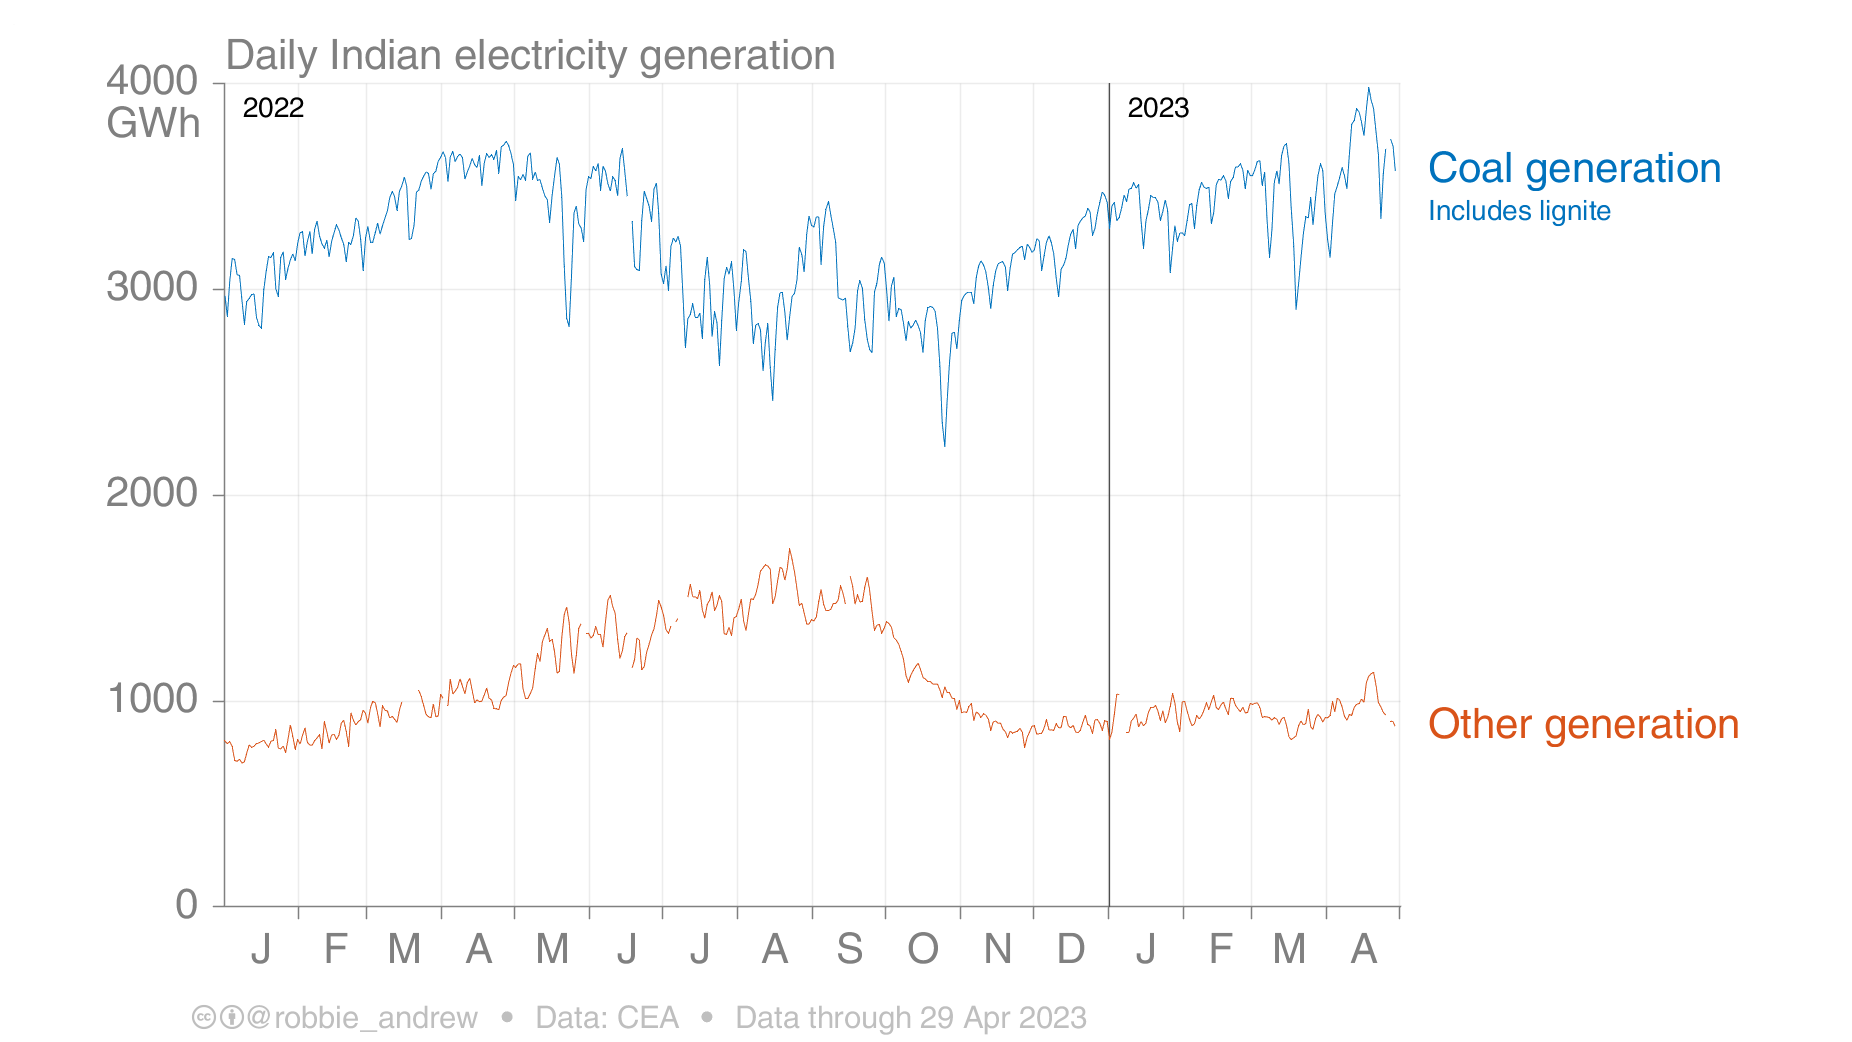 Daily Indian electricity generation
4000
GWh
2022
2023
Coal generation
Includes lignite
3000
2000
1000
Other generation
0
J F M A M J J A S O N D J F M A
@robbie_andrew • Data: CEA • Data through 29 Apr 2023